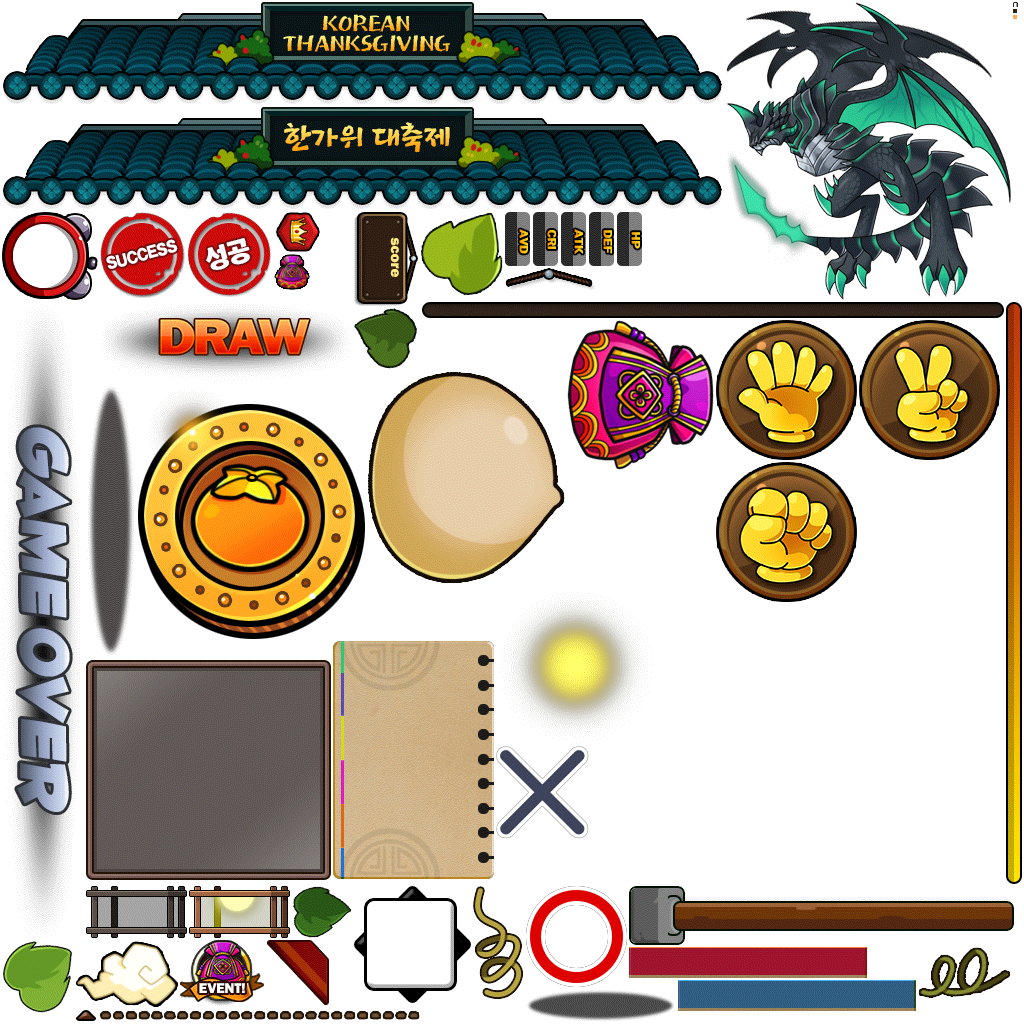 KOREAN
THANKSGIVING
한가위 대축제
SUCCESS
성공
score
AVD
CRI
ATK
DEF
HP
DRAW
GAME OVER
EVENT!